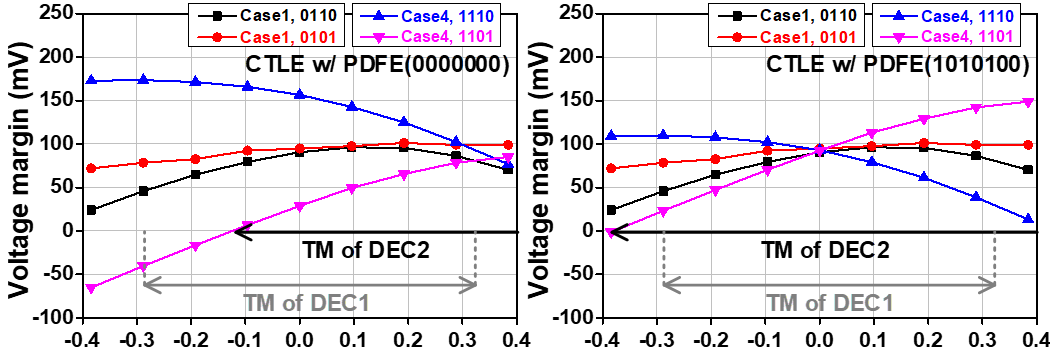 Case1, 0110
Case4, 1110
Case1, 0101
Case4, 1101
CTLE w/ PDFE(0000000)
Voltage margin (mV)
250
200
150
100
50
0
-50
-100
TM of DEC2
TM of DEC1
-0.4
-0.3
-0.2
-0.1
0.0
0.1
0.2
0.3
0.4
Case1, 0110
Case4, 1110
Case1, 0101
Case4, 1101
CTLE w/ PDFE(1010100)
Voltage margin (mV)
250
200
150
100
50
0
-50
-100
TM of DEC2
TM of DEC1
-0.4
-0.3
-0.2
-0.1
0.0
0.1
0.2
0.3
0.4